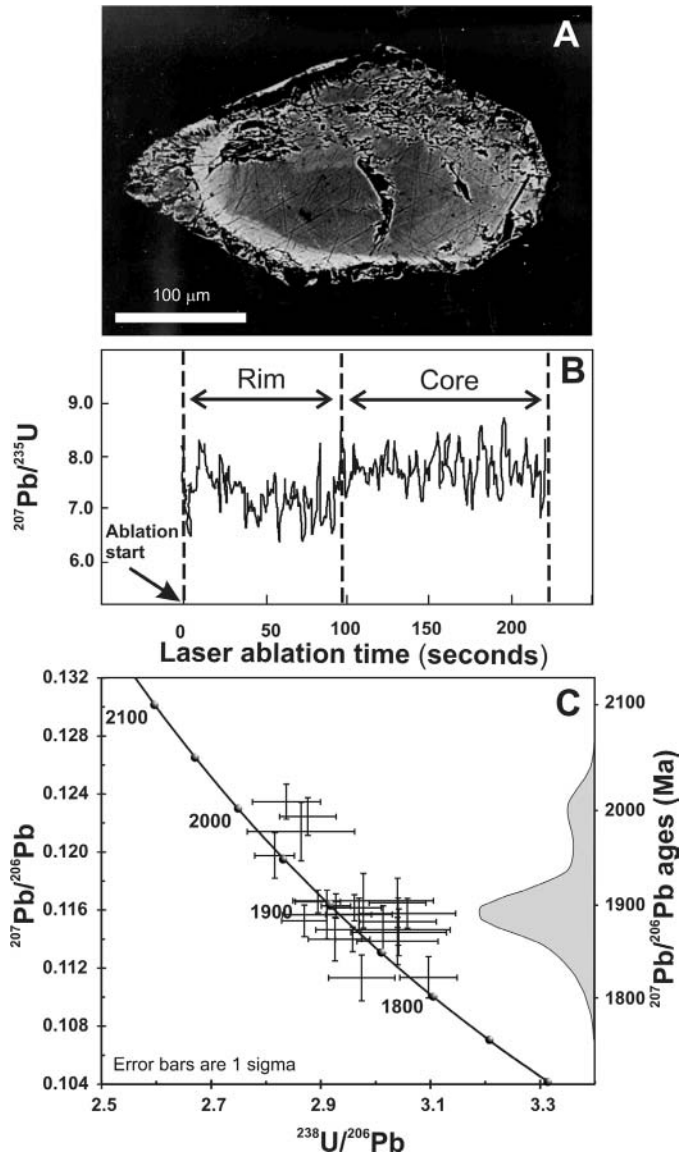 A
100 μm
B
Rim
Core
9.0
8.0
7.0
6.0
²⁰⁷Pb/²³⁵U
Ablation
start
0
50
100
150
200
Laser ablation time (seconds)
C
0.132
0.128
0.124
0.120
0.116
0.112
0.108
0.104
²⁰⁷Pb/²⁰⁶Pb
2100
2000
1900
1800
2100
2000
1900
1800
²⁰⁷Pb/²⁰⁶Pb ages (Ma)
Error bars are 1 sigma
2.5
2.7
2.9
3.1
3.3
²³⁸U/²⁰⁶Pb